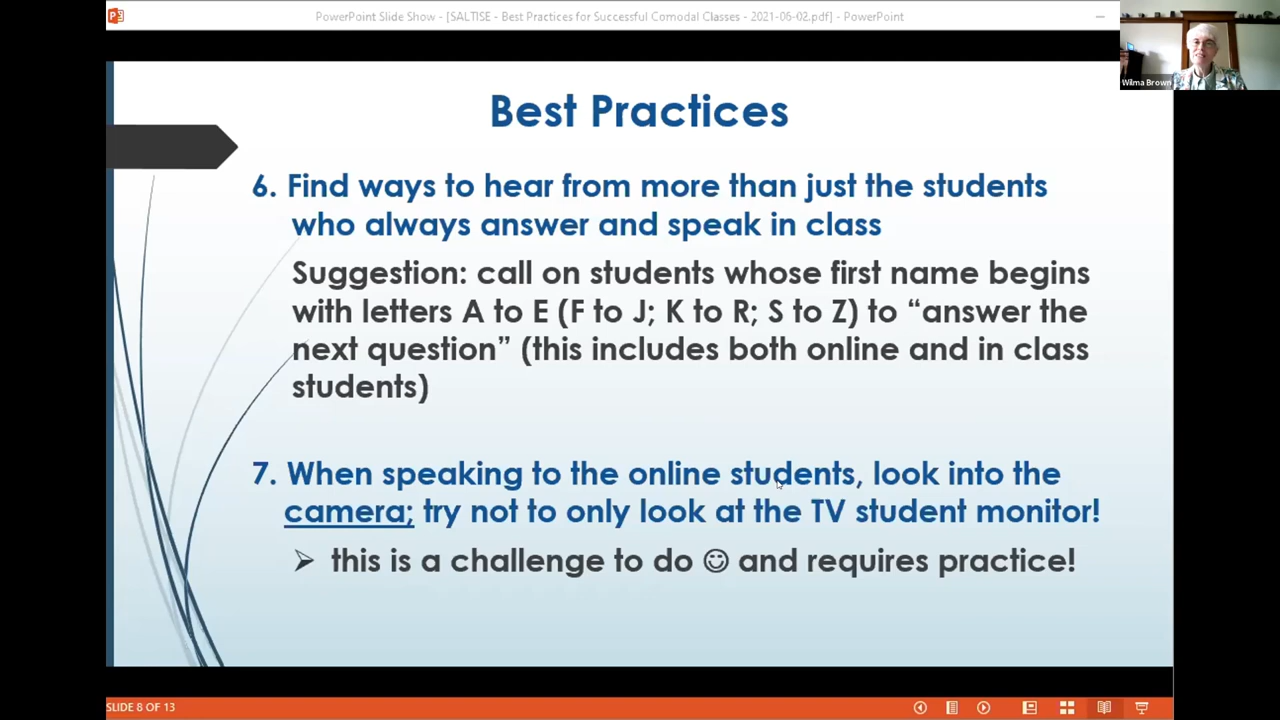 PowerPoint Slide Show - [SALTISE - Best Practices for Successful Comodal Classes - 2021-06-02.pdf] - PowerPoint
Wilma Brown
Best Practices
6. Find ways to hear from more than just the students
who always answer and speak in class
Suggestion: call on students whose first name begins
with letters A to E (F to J; K to R; S to Z) to “answer the
next question” (this includes both online and in class
students)
7. When speaking to the online students, look into the
camera; try not to only look at the TV student monitor!
➢ this is a challenge to do ☺ and requires practice!
SLIDE 8 OF 13